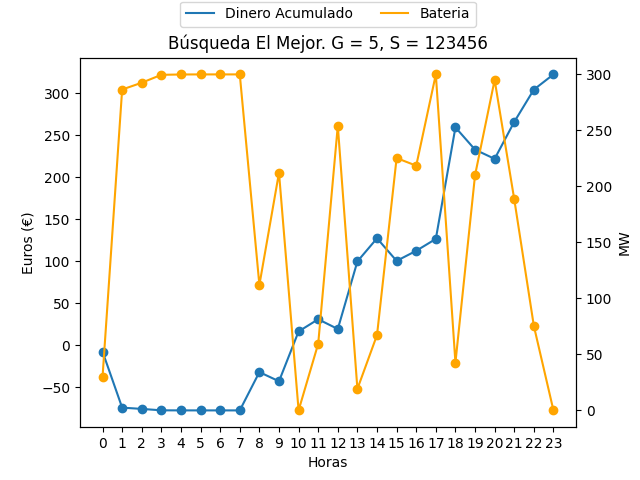 Dinero Acumulado Bateria
Búsqueda El Mejor. G = 5, S = 123456
300
250
200
150
100
50
0
−50
Euros (€)
300
250
200
150
100
50
0
MW
0 1 2 3 4 5 6 7 8 9 10 11 12 13 14 15 16 17 18 19 20 21 22 23
Horas